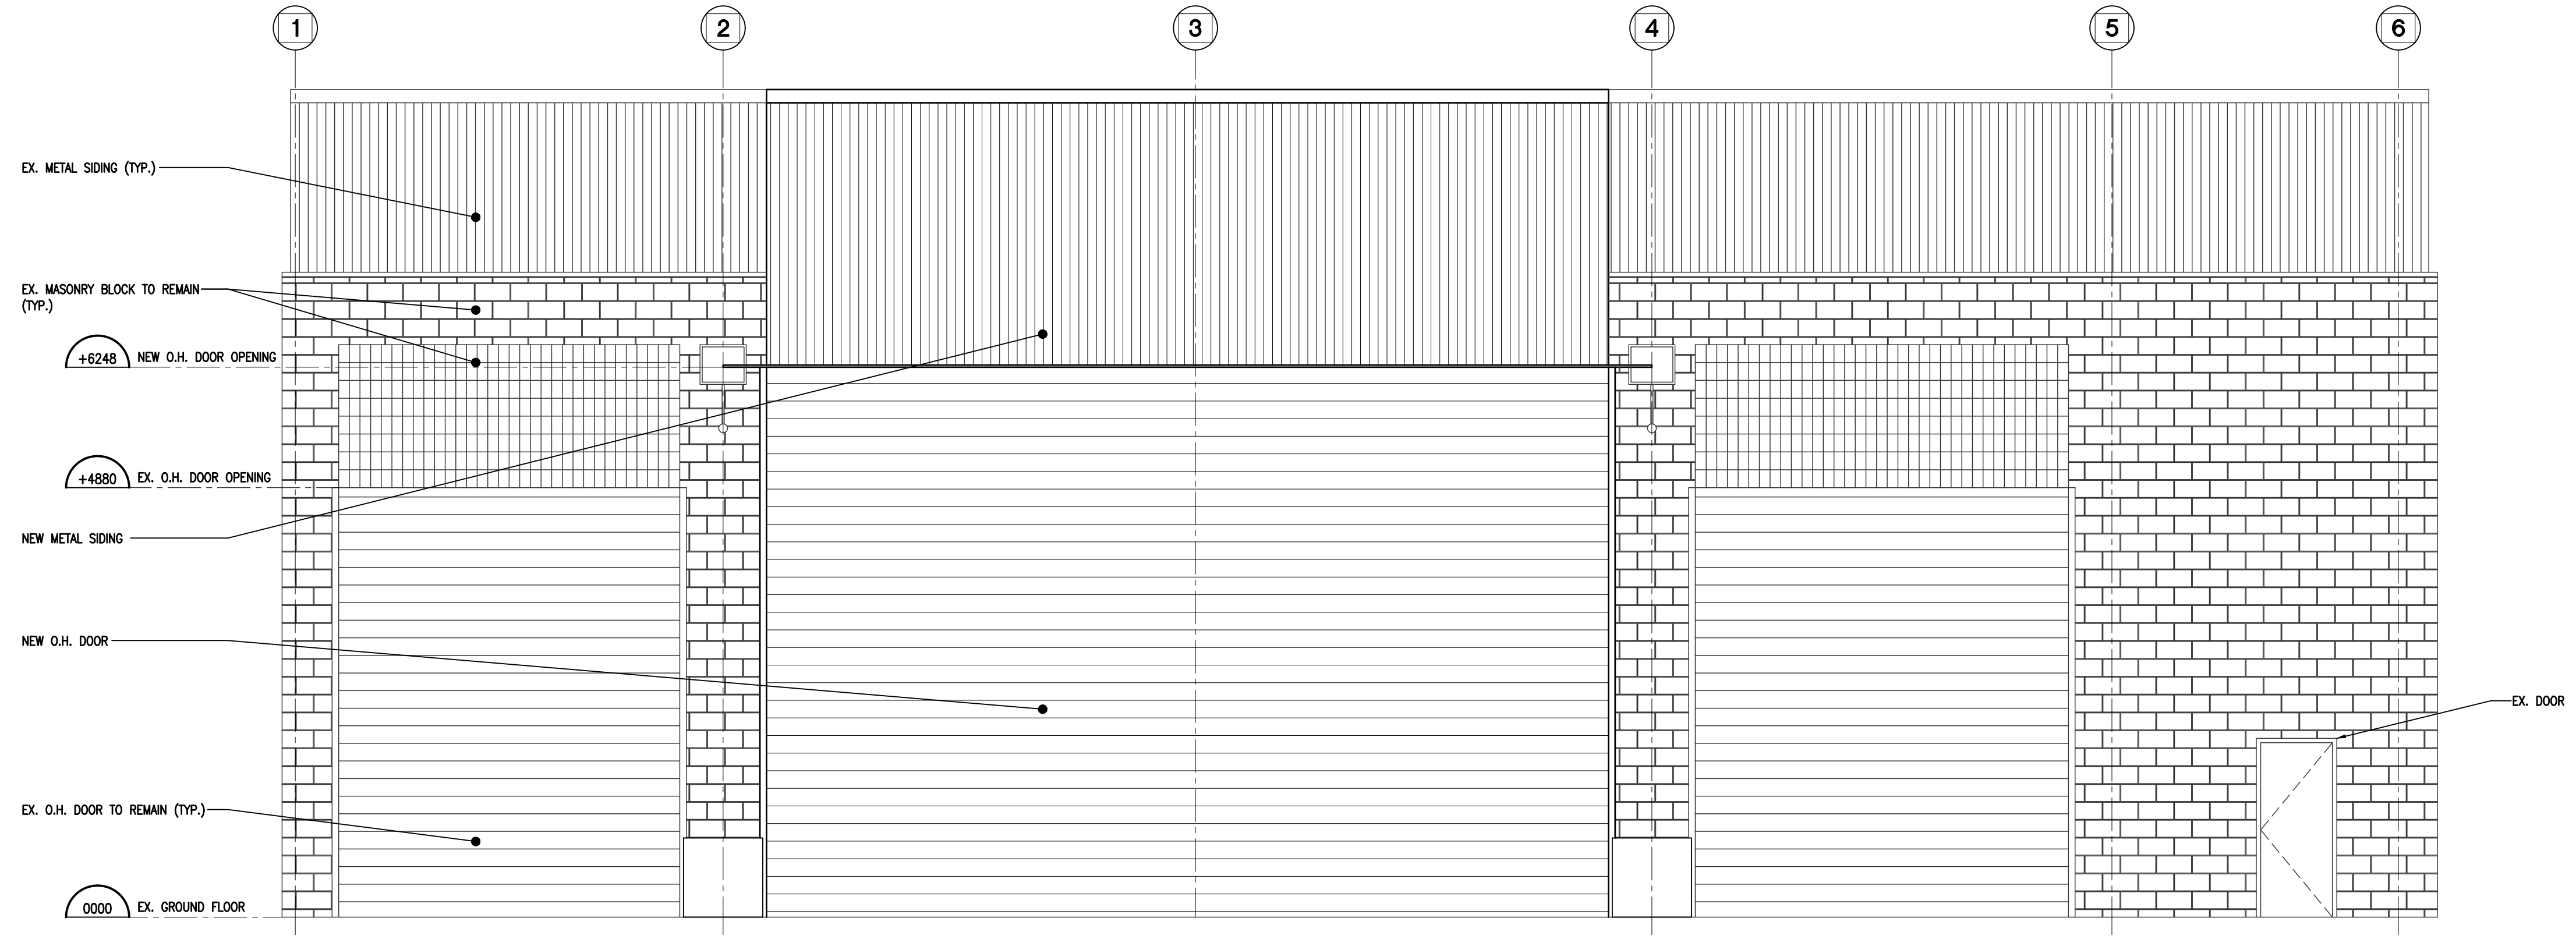 1 2 3 4 5 6
EX. METAL SIDING (TYP.)
EX. MASONRY BLOCK TO REMAIN
(TYP.)
+6248 NEW O.H. DOOR OPENING
+4880 EX. O.H. DOOR OPENING
NEW METAL SIDING
NEW O.H. DOOR
EX. DOOR
EX. O.H. DOOR TO REMAIN (TYP.)
0000 EX. GROUND FLOOR